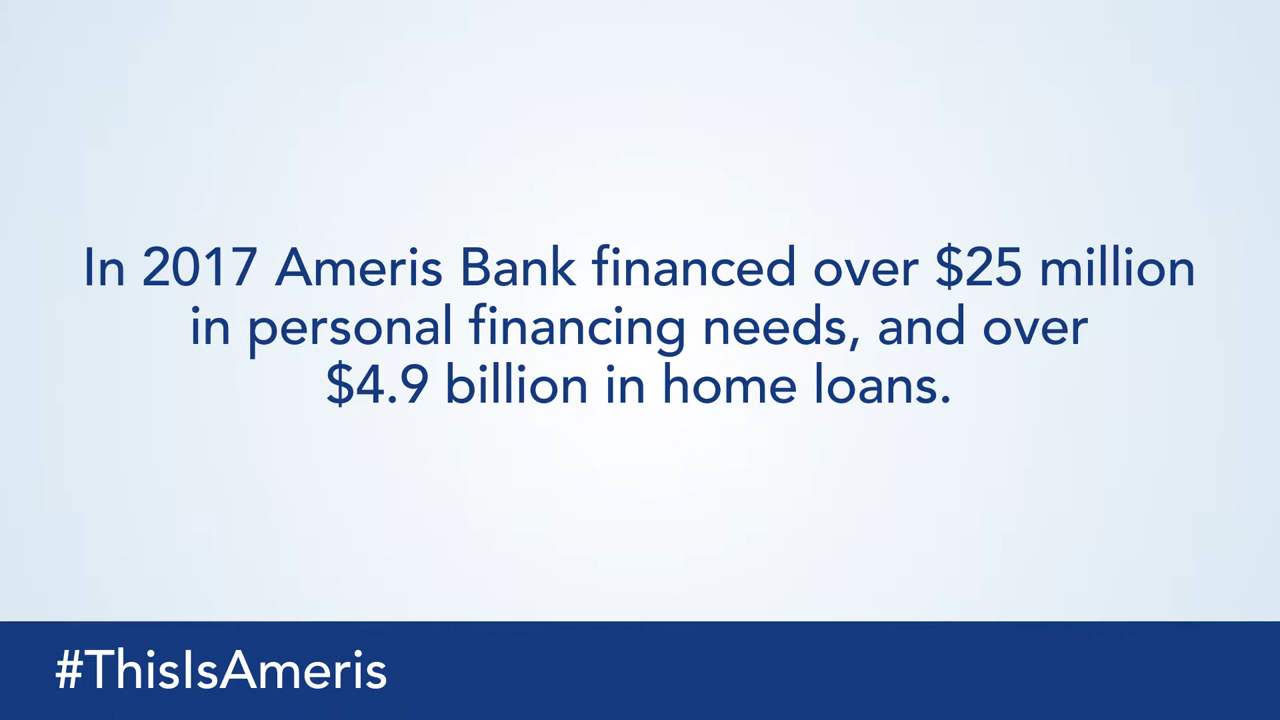 In 2017 Ameris Bank financed over $25 million
in personal financing needs, and over
$4.9 billion in home loans.
#ThisIsAmeris